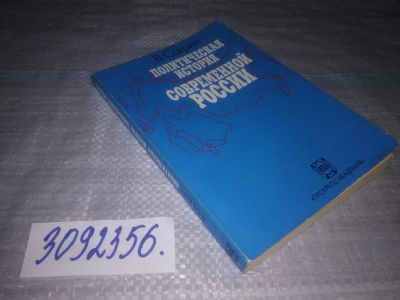 В. Согрин
ПОЛИТИЧЕСКАЯ
ИСТОРИЯ
СОВРЕМЕННОЙ
РОССИИ
«ПРОГРЕСС-АКАДЕМИЯ»
3092356.